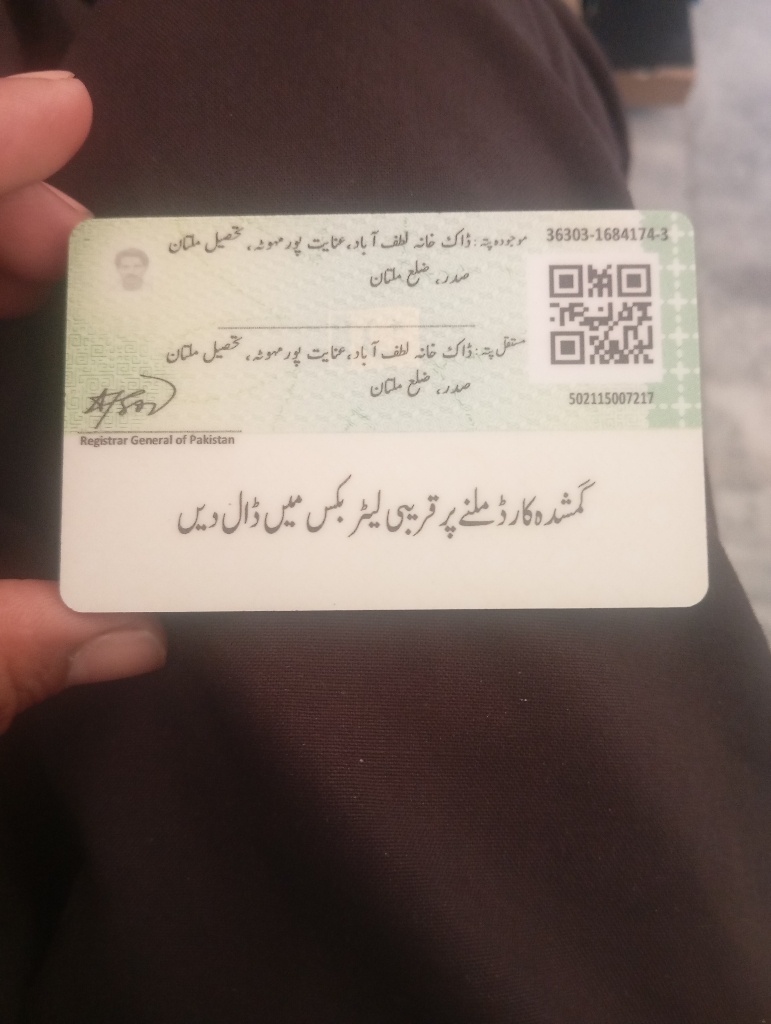 موجودہ پتہ: ڈاک خانہ لطف آباد، عنایت پور مہوٹہ، تحصیل ملتان
صدر، ضلع ملتان
36303-1684174-3
مستقل پتہ: ڈاک خانہ لطف آباد، عنایت پور مہوٹہ، تحصیل ملتان
صدر، ضلع ملتان
502115007217
Registrar General of Pakistan
گمشدہ کارڈ ملنے پر قریبی لیٹر بکس میں ڈال دیں